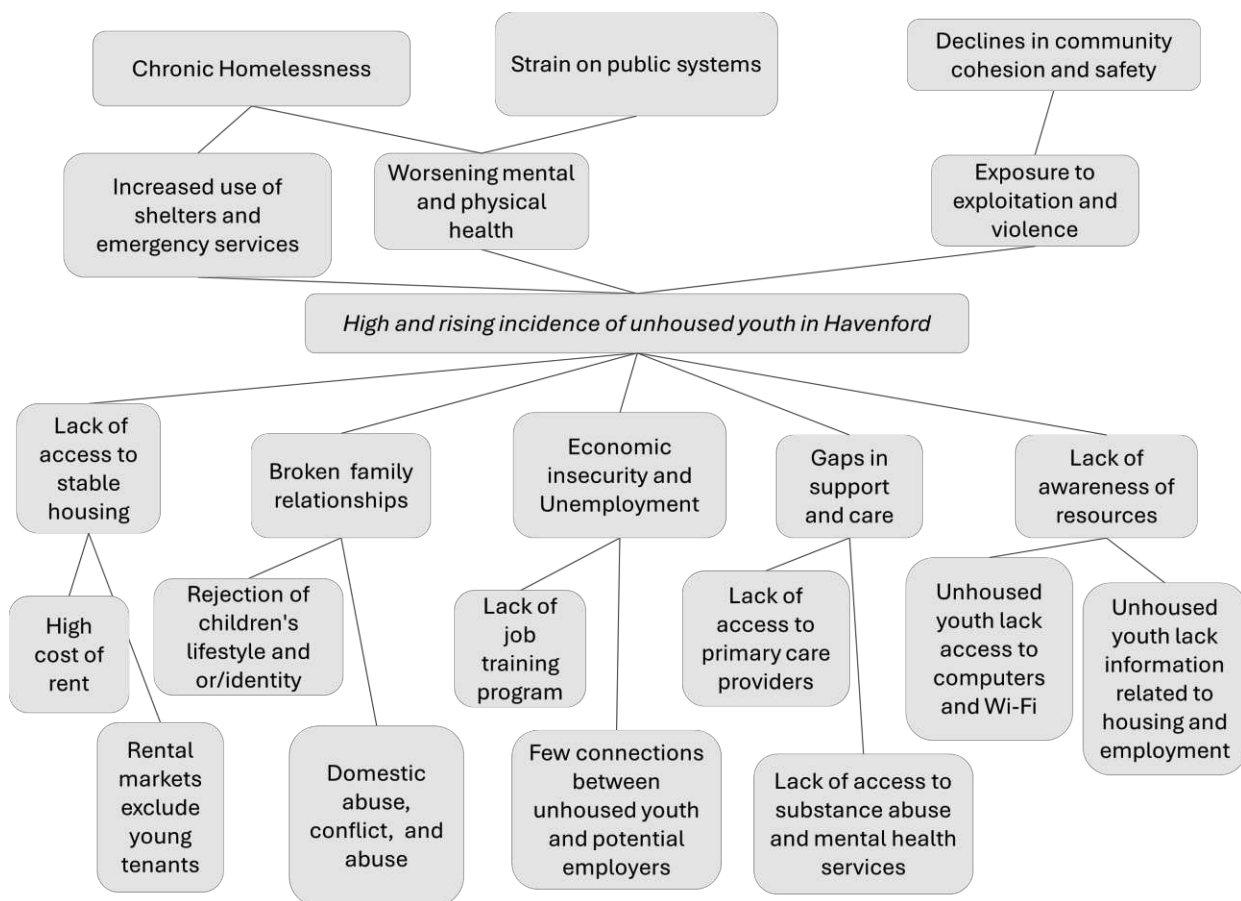 Chronic Homelessness
Strain on public systems
Declines in community
cohesion and safety
Increased use of
shelters and
emergency services
Worsening mental
and physical
health
Exposure to
exploitation and
violence
High and rising incidence of unhoused youth in Havenford
Lack of
access to
stable
housing
Broken family
relationships
Economic
insecurity and
Unemployment
Gaps in
support
and care
Lack of
awareness of
resources
High
cost of
rent
Rental
markets
exclude
young
tenants
Rejection of
children's
lifestyle and
or/identity
Domestic
abuse,
conflict, and
abuse
Lack of
job
training
program
Few connections
between
unhoused youth
and potential
employers
Lack of
access to
primary care
providers
Lack of access to
substance abuse
and mental health
services
Unhoused
youth lack
access to
computers
and Wi-Fi
Unhoused
youth lack
information
related to
housing and
employment